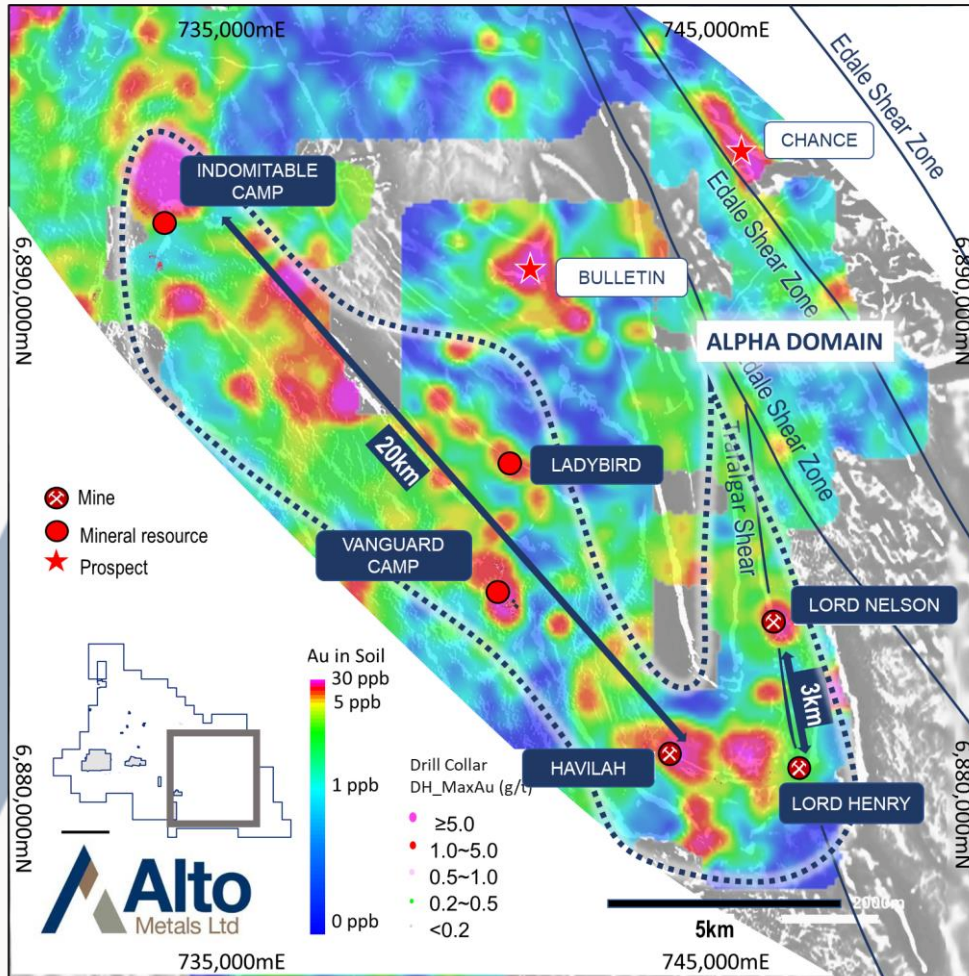 735,000mE
745,000mE
Edale Shear Zone
CHANCE
INDOMITABLE
CAMP
Edale Shear Zone
6,890,000mN
6,890,000mN
BULLETIN
ALPHA DOMAIN
Edale Shear Zone
Trafalgar Shear
20km
LADYBIRD
Mine
Mineral resource
Prospect
VANGUARD
CAMP
LORD NELSON
3km
Au in Soil
30 ppb
5 ppb
1 ppb
0 ppb
HAVILAH
LORD HENRY
6,880,000mN
6,880,000mN
Drill Collar
DH_MaxAu (g/t)
≥5.0
1.0~5.0
0.5~1.0
0.2~0.5
<0.2
Alto
Metals Ltd
2000m
5km
735,000mE
745,000mE